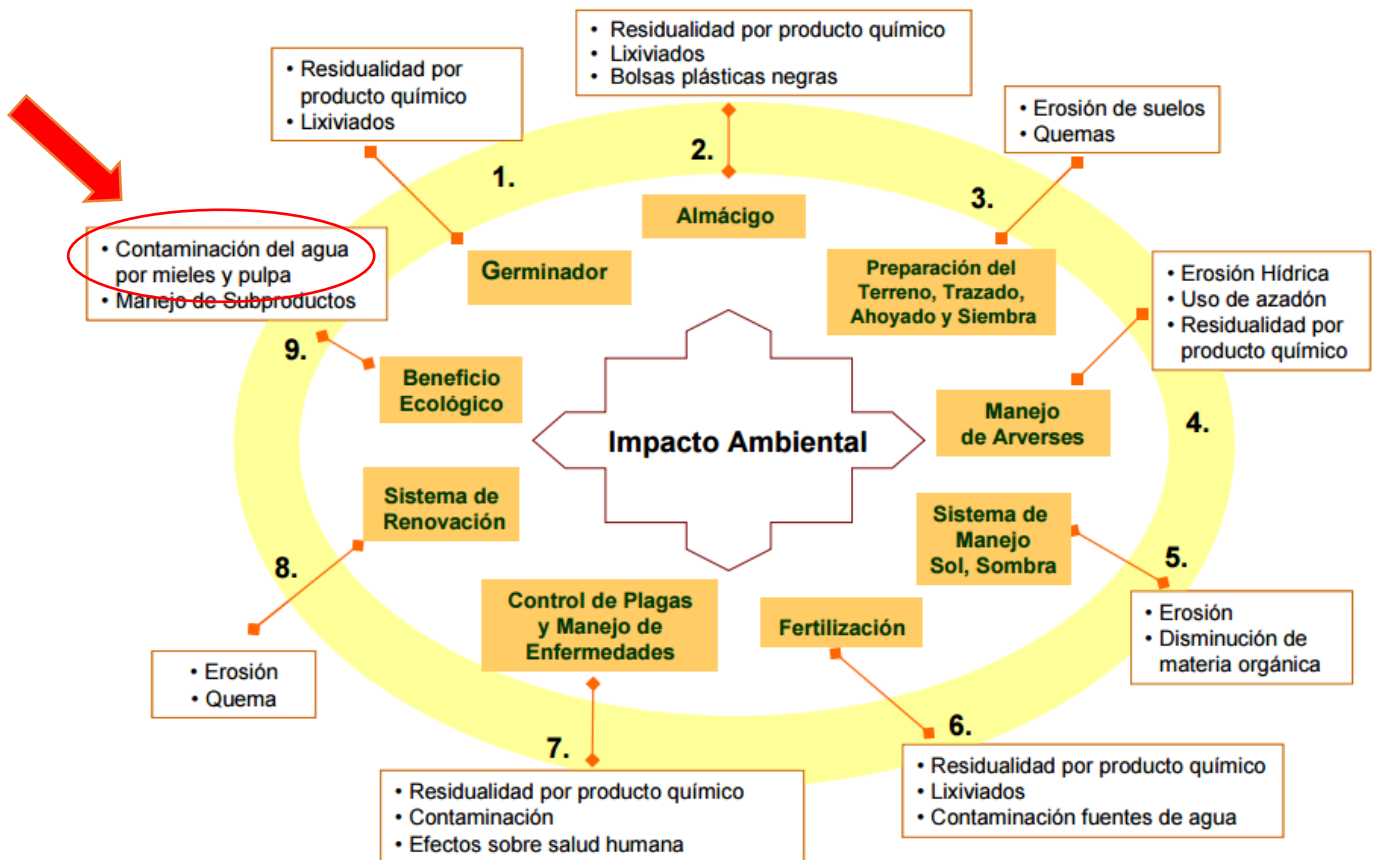 • Residualidad por producto químico
• Lixiviados
• Bolsas plásticas negras
• Residualidad por
producto químico
• Lixiviados
• Erosión de suelos
• Quemas
1.
2.
3.
Almácigo
Germinador
Preparación del
Terreno, Trazado,
Ahoyado y Siembra
• Contaminación del agua
por mieles y pulpa
• Manejo de Subproductos
• Erosión Hídrica
• Uso de azadón
• Residualidad por
producto químico
9.
Beneficio
Ecológico
Impacto Ambiental
Manejo
de Arverses
4.
Sistema de
Renovación
Sistema de
Manejo
Sol, Sombra
8.
5.
Control de Plagas
y Manejo de
Enfermedades
Fertilización
• Erosión
• Disminución de
materia orgánica
• Erosión
• Quema
7.
6.
• Residualidad por producto químico
• Contaminación
• Efectos sobre salud humana
• Residualidad por producto químico
• Lixiviados
• Contaminación fuentes de agua